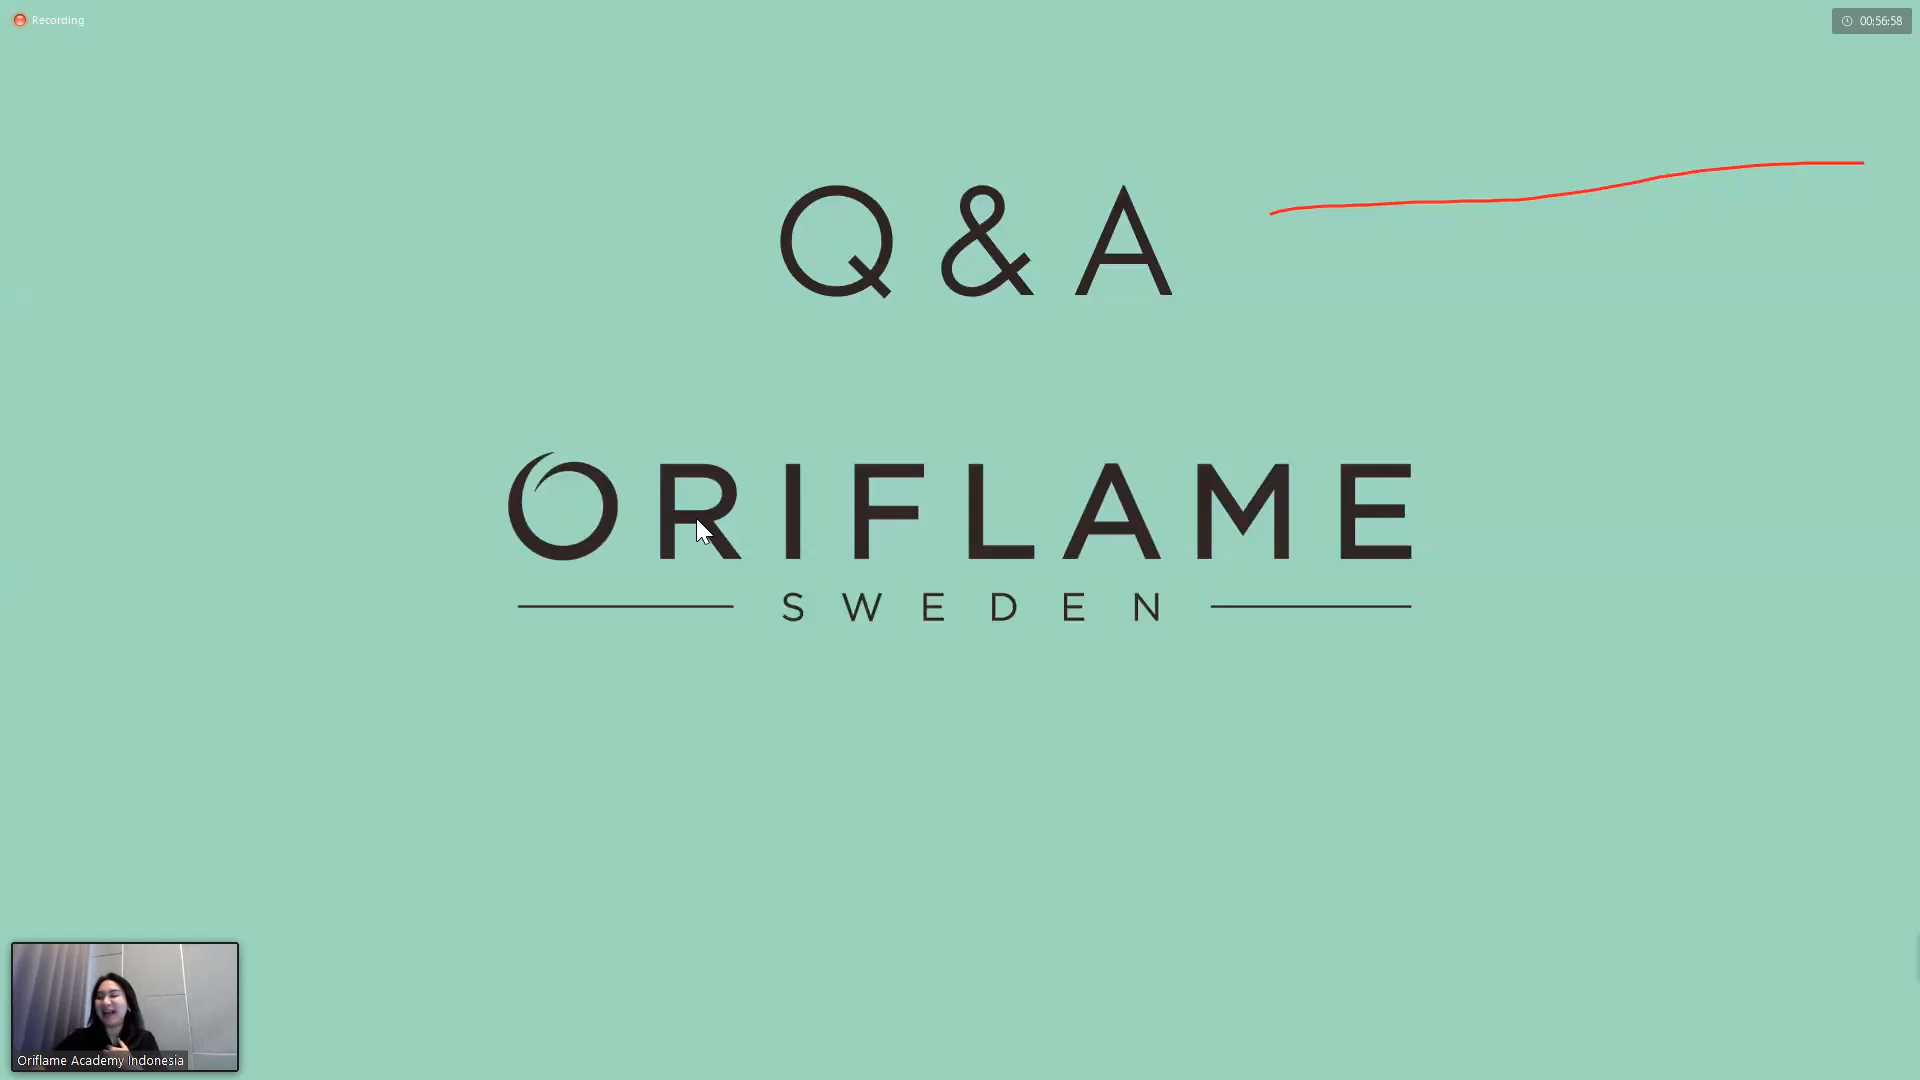 Recording
00:56:58
Q & A
ORIFLAME
SWEDEN
Oriflame Academy Indonesia